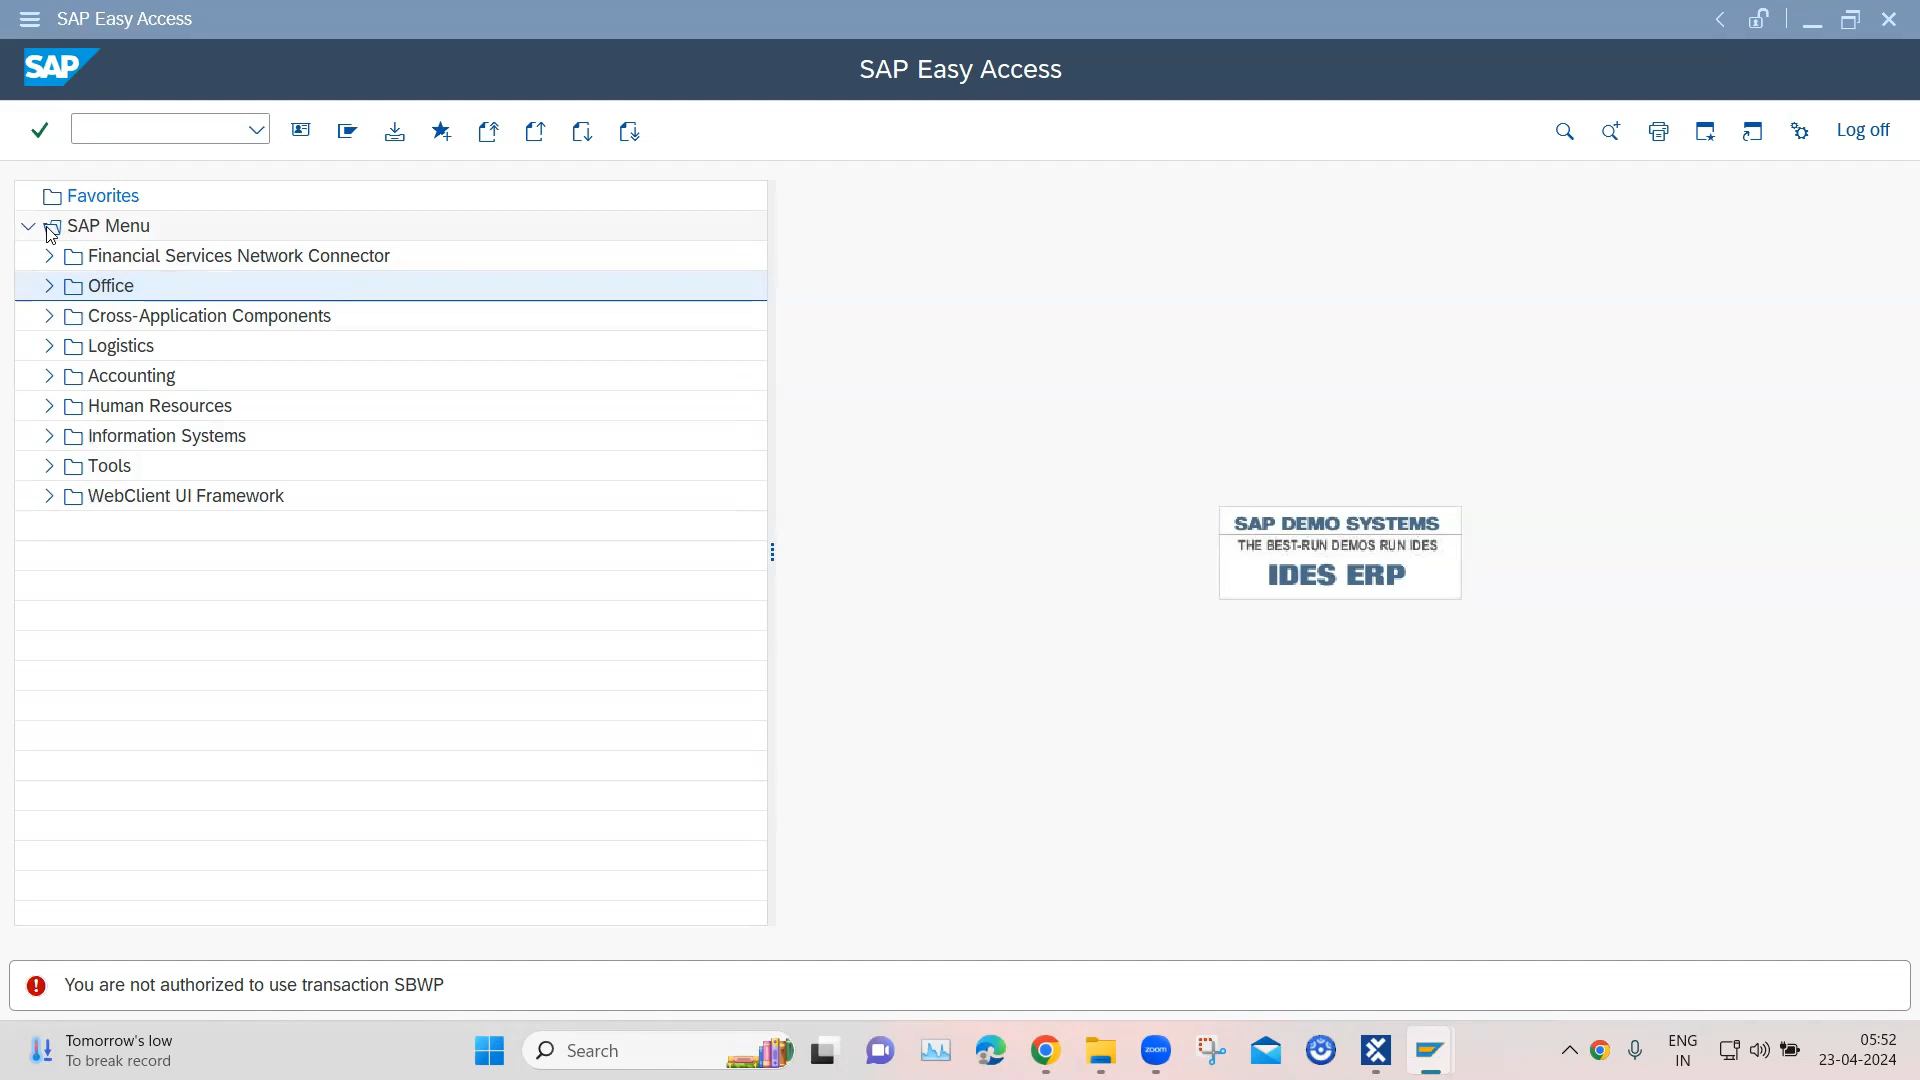 SAP Easy Access
SAP
SAP Easy Access
Log off
Favorites
SAP Menu
Financial Services Network Connector
Office
Cross-Application Components
Logistics
Accounting
Human Resources
Information Systems
Tools
WebClient UI Framework
SAP DEMO SYSTEMS
THE BEST-RUN DEMOS RUN IDES
IDES ERP
You are not authorized to use transaction SBWP
Tomorrow's low
To break record
Search
zoom
ENG
IN
05:52
23-04-2024